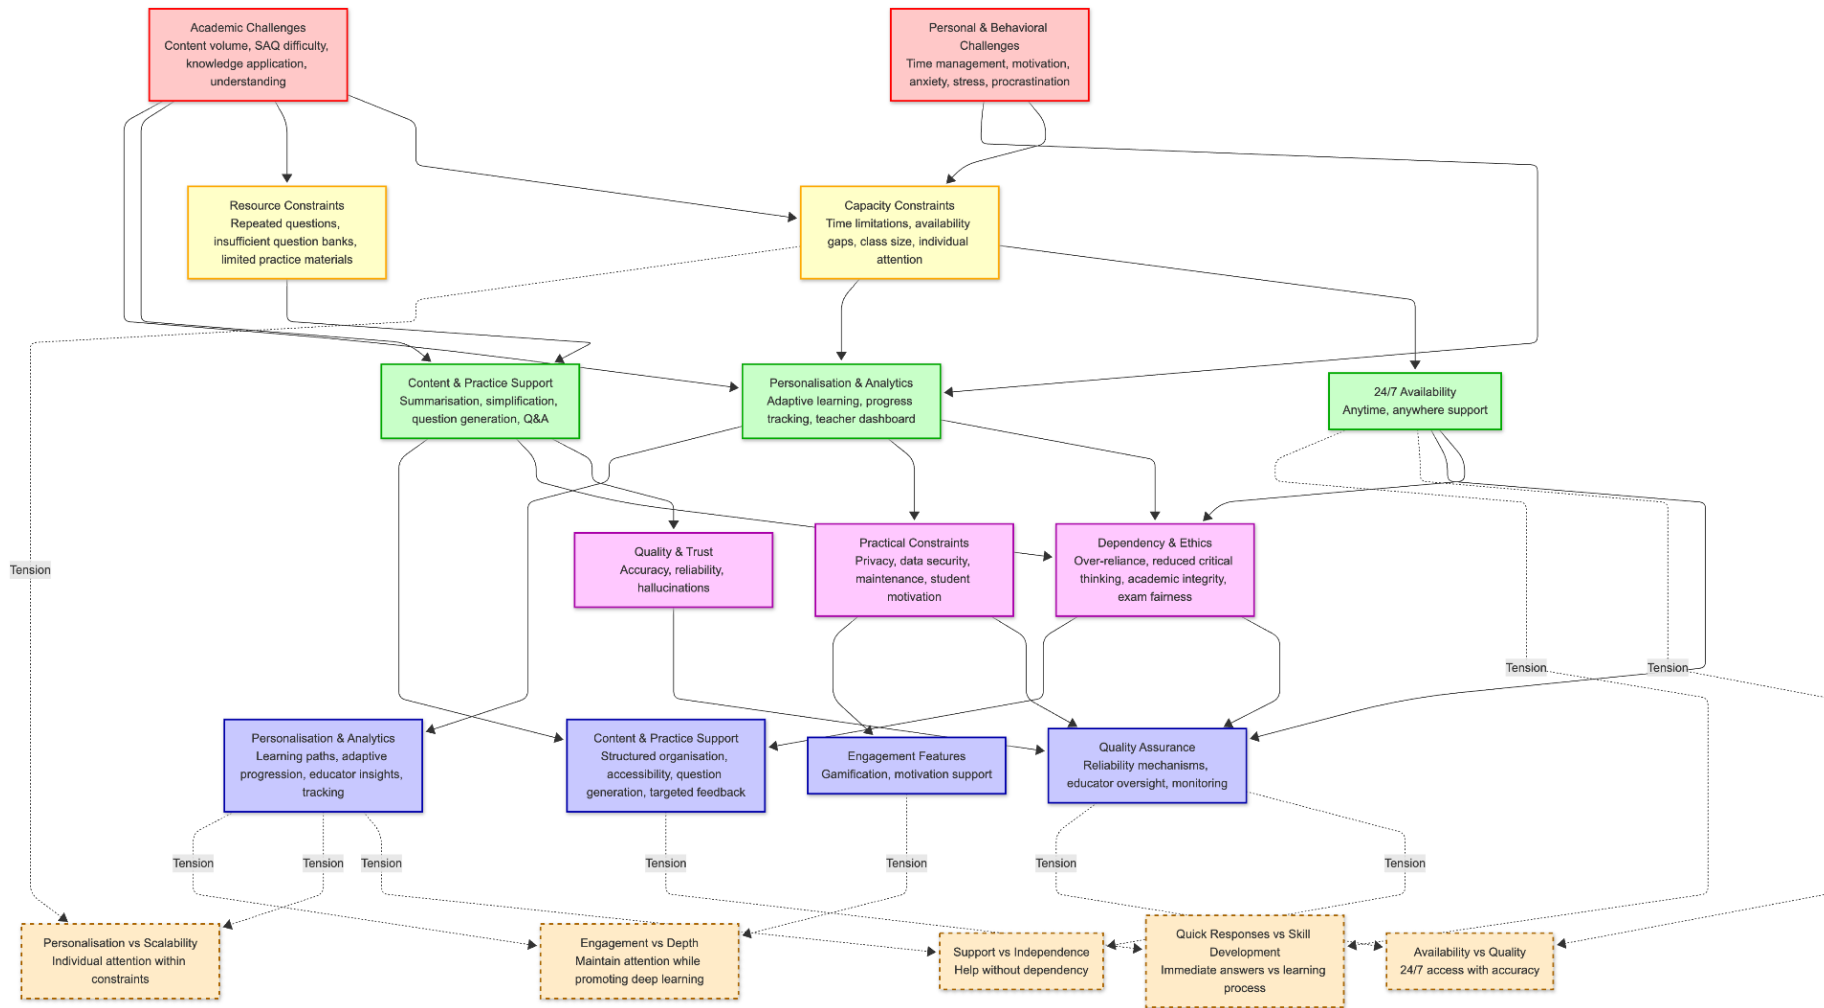 Academic Challenges
Content volume, SAQ difficulty,
knowledge application,
understanding
Personal & Behavioral
Challenges
Time management, motivation,
anxiety, stress, procrastination
Resource Constraints
Repeated questions,
insufficient question banks,
limited practice materials
Capacity Constraints
Time limitations, availability
gaps, class size, individual
attention
Content & Practice Support
Summarisation, simplification,
question generation, Q&A
Personalisation & Analytics
Adaptive learning, progress
tracking, teacher dashboard
24/7 Availability
Anytime, anywhere support
Tension
Quality & Trust
Accuracy, reliability,
hallucinations
Practical Constraints
Privacy, data security,
maintenance, student
motivation
Dependency & Ethics
Over-reliance, reduced critical
thinking, academic integrity,
exam fairness
Tension
Tension
Personalisation & Analytics
Learning paths, adaptive
progression, educator insights,
tracking
Content & Practice Support
Structured organisation,
accessibility, question
generation, targeted feedback
Engagement Features
Gamification, motivation support
Quality Assurance
Reliability mechanisms,
educator oversight, monitoring
Tension
Tension
Tension
Tension
Tension
Tension
Tension
Personalisation vs Scalability
Individual attention within
constraints
Engagement vs Depth
Maintain attention while
promoting deep learning
Support vs Independence
Help without dependency
Quick Responses vs Skill
Development
Immediate answers vs learning
process
Availability vs Quality
24/7 access with accuracy